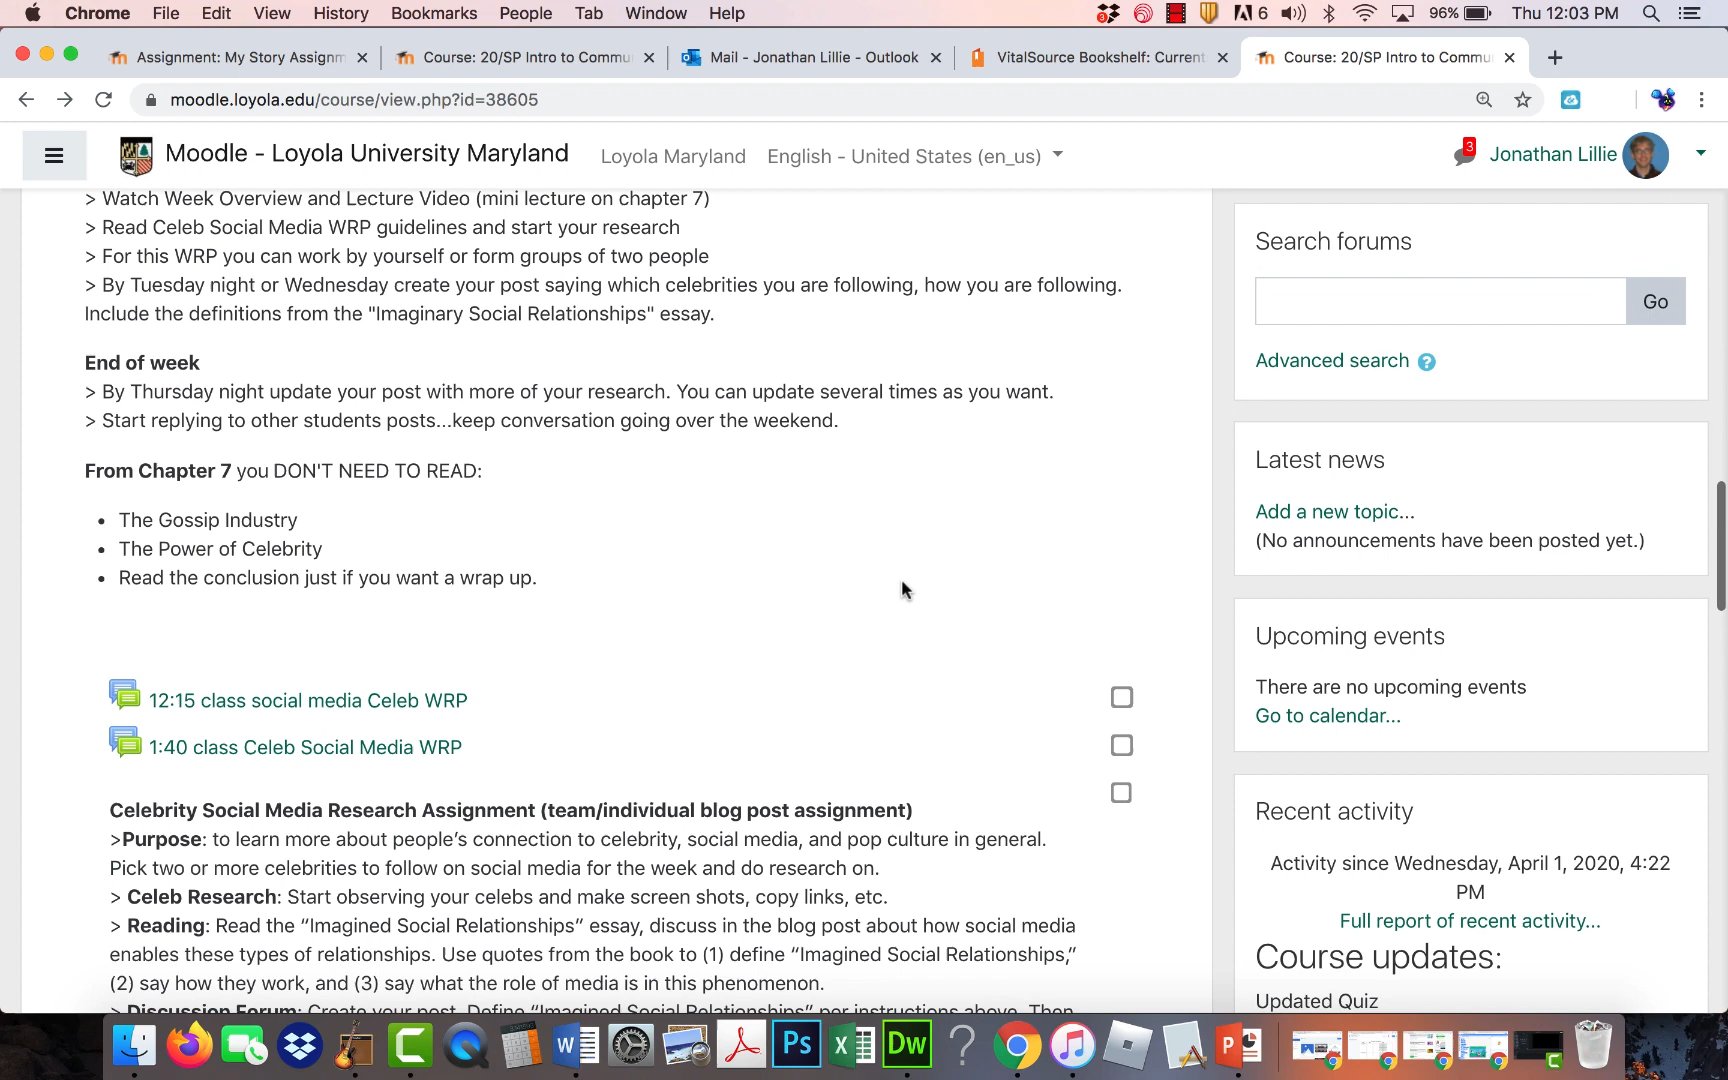 Chrome File Edit View History Bookmarks People Tab Window Help 3 6 96% Thu 12:03 PM
Assignment: My Story Assignm Course: 20/SP Intro to Commu Mail - Jonathan Lillie - Outlook VitalSource Bookshelf: Current Course: 20/SP Intro to Commu
moodle.loyola.edu/course/view.php?id=38605
Moodle - Loyola University Maryland Loyola Maryland English - United States (en_us) 3 Jonathan Lillie
> Watch Week Overview and Lecture Video (mini lecture on chapter 7)
> Read Celeb Social Media WRP guidelines and start your research
> For this WRP you can work by yourself or form groups of two people
> By Tuesday night or Wednesday create your post saying which celebrities you are following, how you are following.
Include the definitions from the "Imaginary Social Relationships" essay.
End of week
> By Thursday night update your post with more of your research. You can update several times as you want.
> Start replying to other students posts...keep conversation going over the weekend.
From Chapter 7 you DON'T NEED TO READ:
• The Gossip Industry
• The Power of Celebrity
• Read the conclusion just if you want a wrap up.
12:15 class social media Celeb WRP
1:40 class Celeb Social Media WRP
Celebrity Social Media Research Assignment (team/individual blog post assignment)
>Purpose: to learn more about people's connection to celebrity, social media, and pop culture in general.
Pick two or more celebrities to follow on social media for the week and do research on.
> Celeb Research: Start observing your celebs and make screen shots, copy links, etc.
> Reading: Read the “Imagined Social Relationships” essay, discuss in the blog post about how social media
enables these types of relationships. Use quotes from the book to (1) define “Imagined Social Relationships,”
(2) say how they work, and (3) say what the role of media is in this phenomenon.
> Discussion Forum: Create your post. Define “Imagined Social Relationships” per instructions above. Then
Search forums
Go
Advanced search ?
Latest news
Add a new topic...
(No announcements have been posted yet.)
Upcoming events
There are no upcoming events
Go to calendar...
Recent activity
Activity since Wednesday, April 1, 2020, 4:22
PM
Full report of recent activity...
Course updates:
Updated Quiz
W Ps X Dw ? P